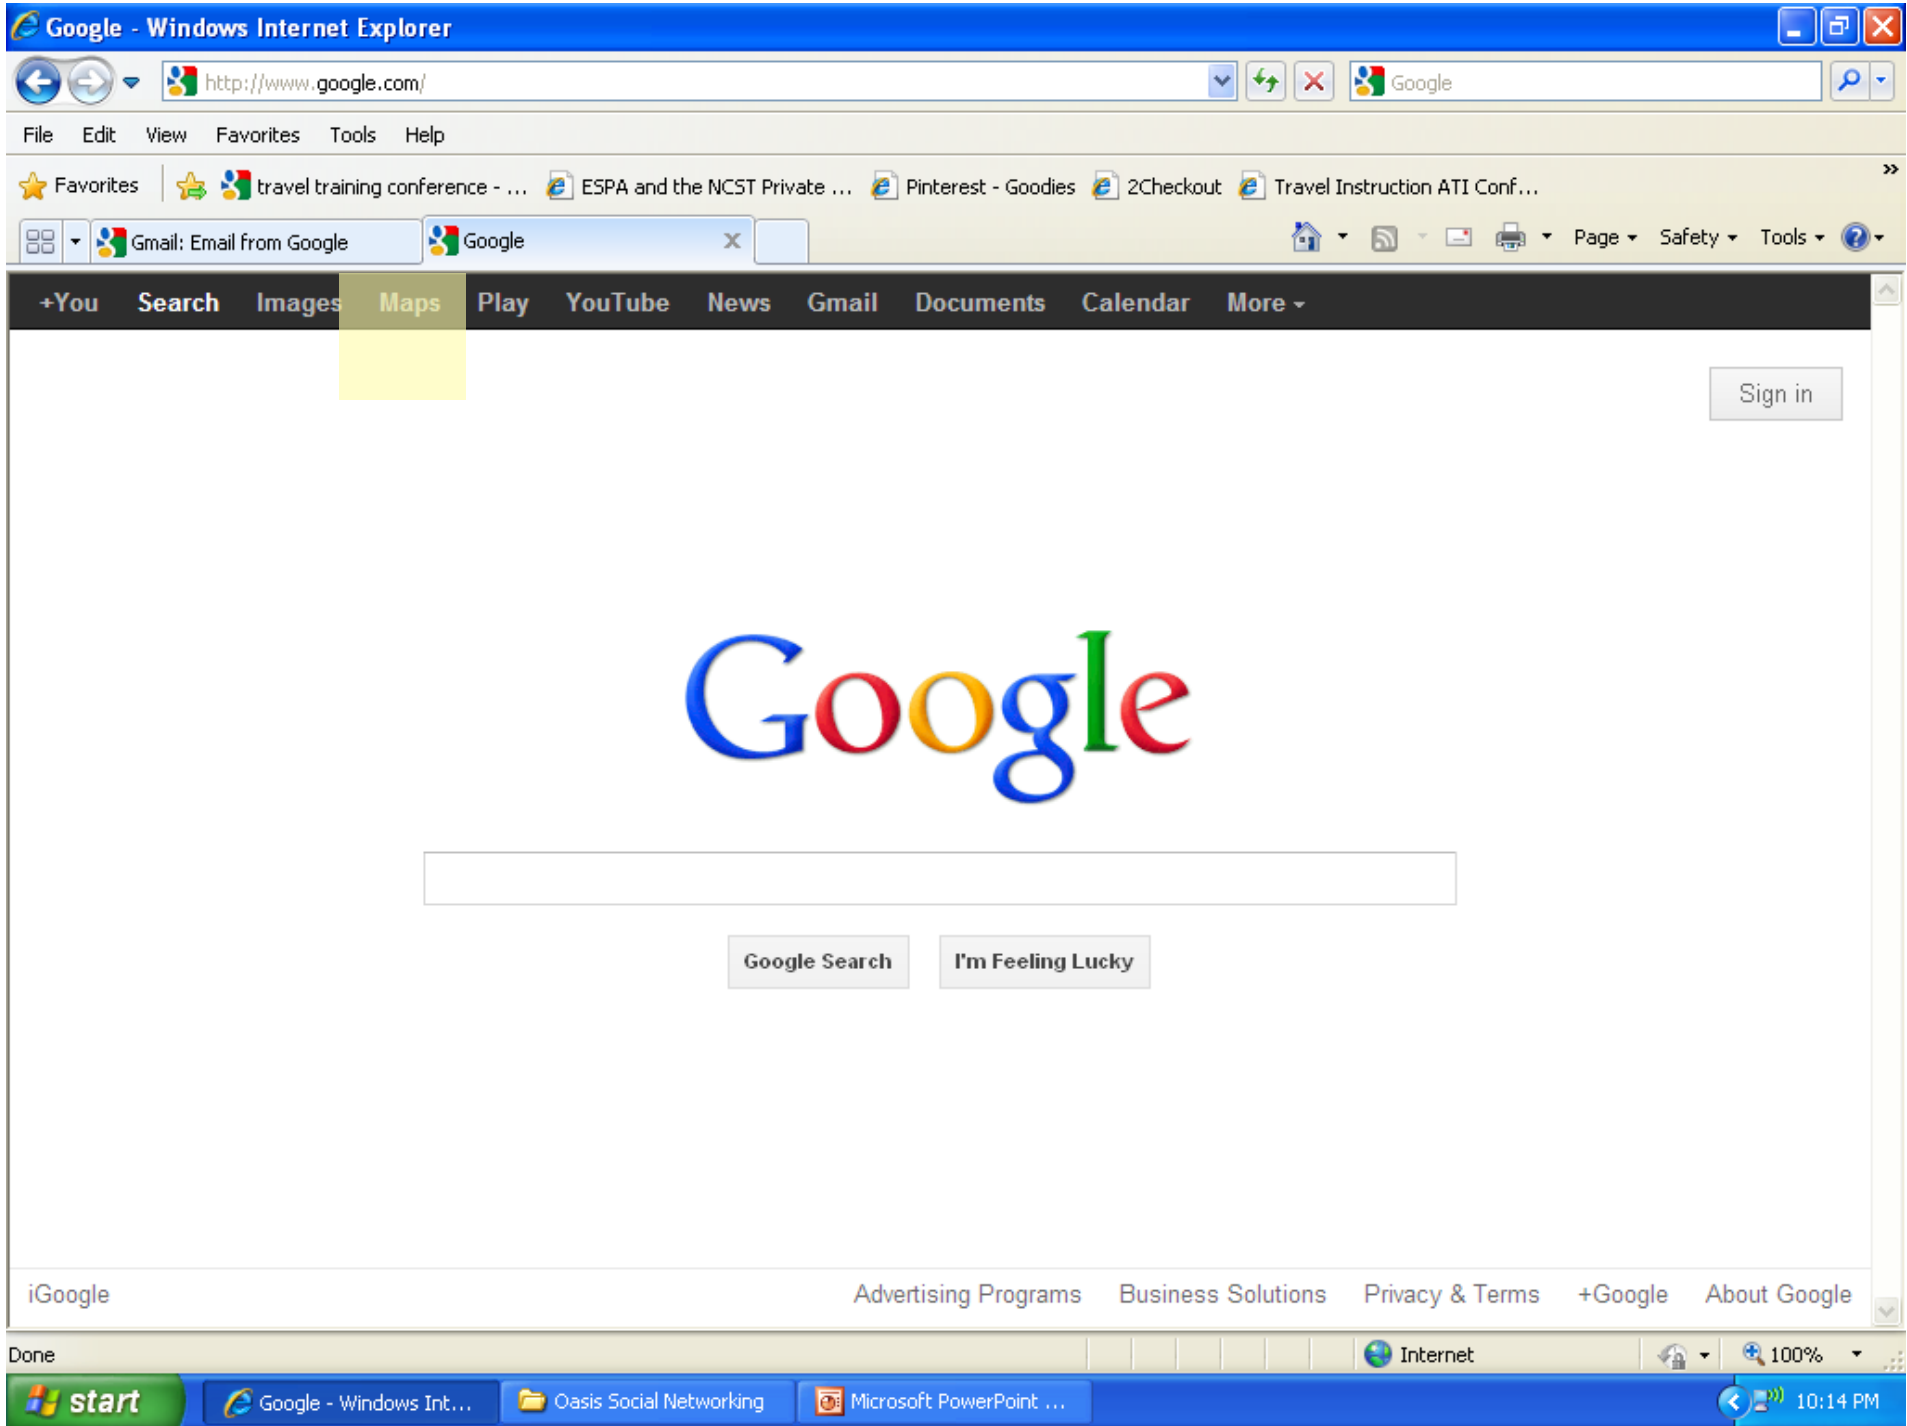 Google - Windows Internet Explorer
http://www.google.com/ Google
File Edit View Favorites Tools Help
Favorites travel training conference - ... ESPA and the NCST Private ... Pinterest - Goodies 2Checkout Travel Instruction ATI Conf... »
Gmail: Email from Google Google x Page Safety Tools
+You Search Images Maps Play YouTube News Gmail Documents Calendar More
Sign in
Google
Google Search I'm Feeling Lucky
iGoogle Advertising Programs Business Solutions Privacy & Terms +Google About Google
Done Internet 100%
start Google - Windows Int... Oasis Social Networking Microsoft PowerPoint ... 10:14 PM